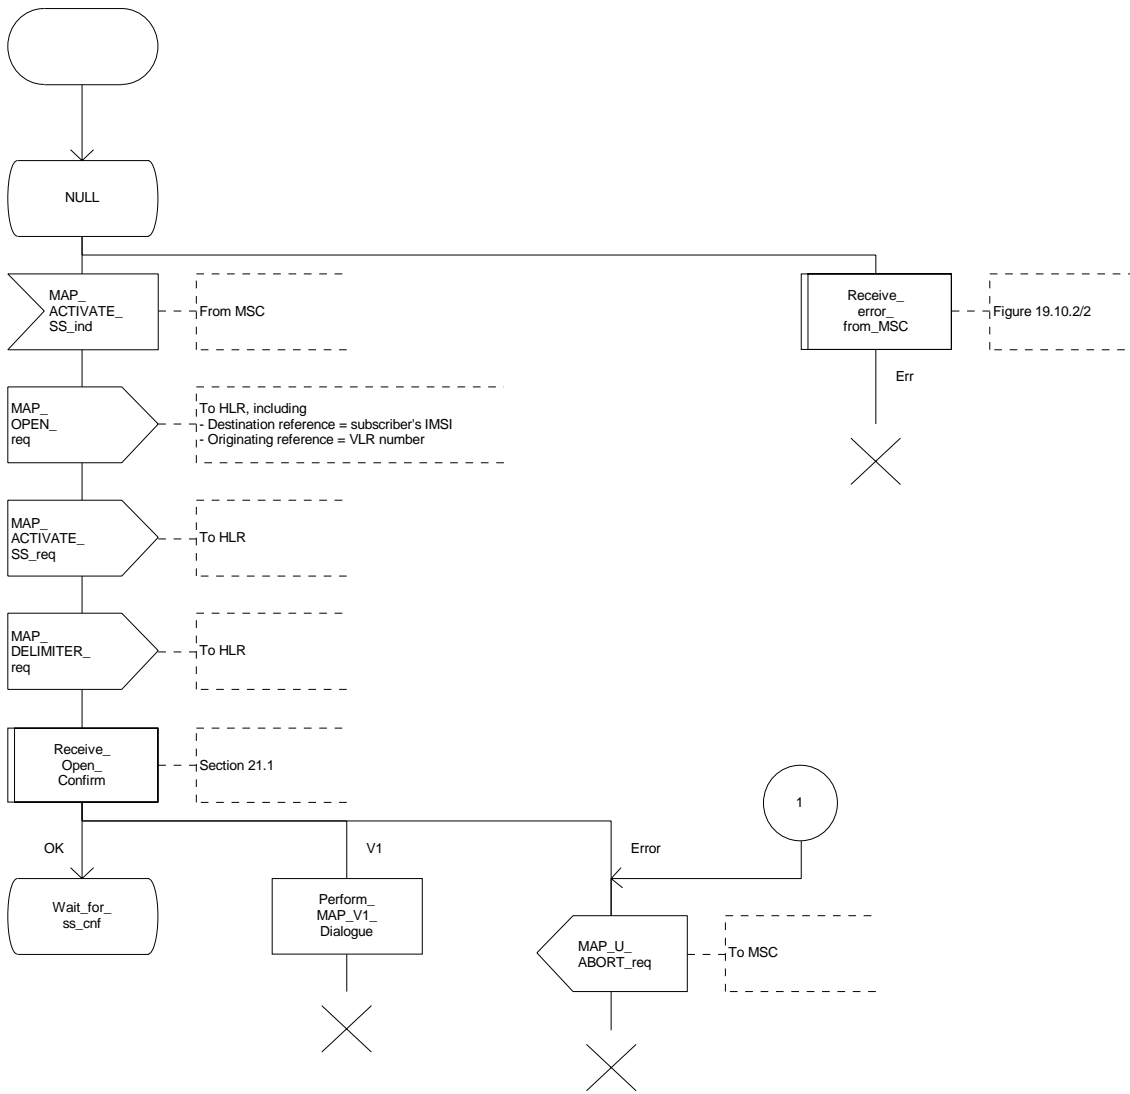 NULL
MAP_
ACTIVATE_
SS_ind
From MSC
Receive_
error_
from_MSC
Figure 19.10.2/2
Err
MAP_
OPEN_
req
To HLR, including
- Destination reference = subscriber's IMSI
- Originating reference = VLR number
MAP_
ACTIVATE_
SS_req
To HLR
MAP_
DELIMITER_
req
To HLR
Receive_
Open_
Confirm
Section 21.1
1
OK
V1
Error
Wait_for_
ss_cnf
Perform_
MAP_V1_
Dialogue
MAP_U_
ABORT_req
To MSC